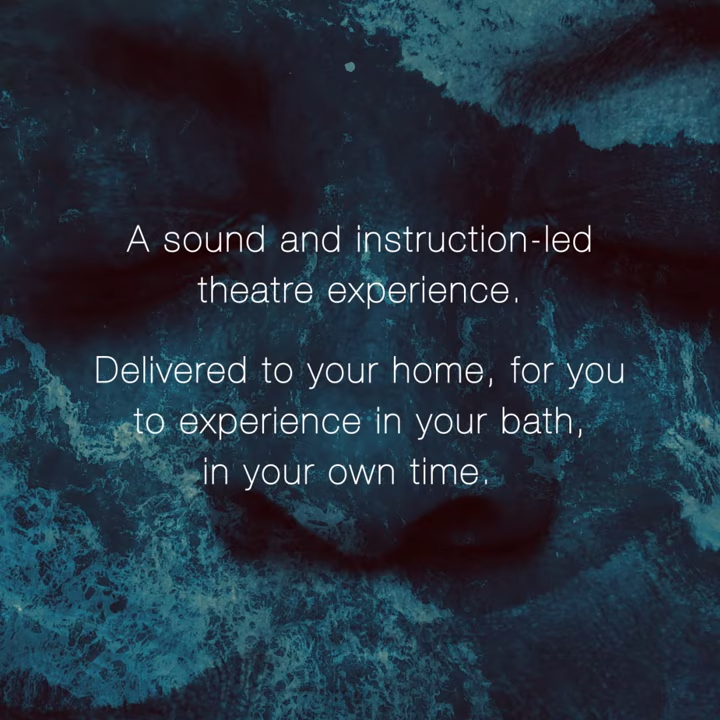 A sound and instruction-led
theatre experience.
Delivered to your home, for you
to experience in your bath,
in your own time.